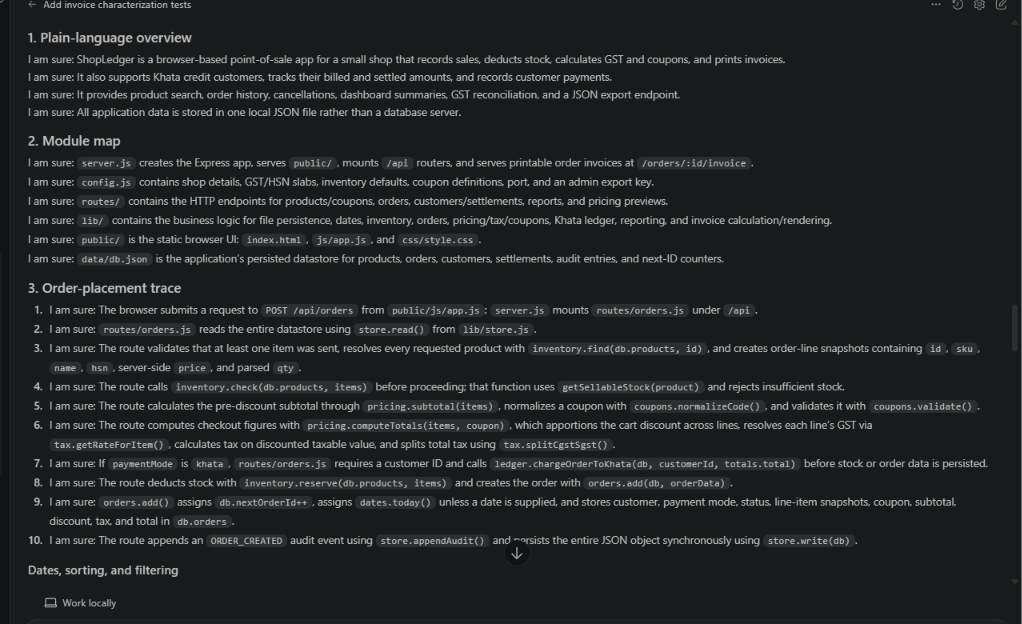 ← Add invoice characterization tests
1. Plain-language overview
I am sure: ShopLedger is a browser-based point-of-sale app for a small shop that records sales, deducts stock, calculates GST and coupons, and prints invoices.
I am sure: It also supports Khata credit customers, tracks their billed and settled amounts, and records customer payments.
I am sure: It provides product search, order history, cancellations, dashboard summaries, GST reconciliation, and a JSON export endpoint.
I am sure: All application data is stored in one local JSON file rather than a database server.
2. Module map
I am sure: server.js creates the Express app, serves public/ , mounts /api routers, and serves printable order invoices at /orders/:id/invoice .
I am sure: config.js contains shop details, GST/HSN slabs, inventory defaults, coupon definitions, port, and an admin export key.
I am sure: routes/ contains the HTTP endpoints for products/coupons, orders, customers/settlements, reports, and pricing previews.
I am sure: lib/ contains the business logic for file persistence, dates, inventory, orders, pricing/tax/coupons, Khata ledger, reporting, and invoice calculation/rendering.
I am sure: public/ is the static browser UI: index.html , js/app.js , and css/style.css .
I am sure: data/db.json is the application's persisted datastore for products, orders, customers, settlements, audit entries, and next-ID counters.
3. Order-placement trace
1. I am sure: The browser submits a request to POST /api/orders from public/js/app.js ; server.js mounts routes/orders.js under /api .
2. I am sure: routes/orders.js reads the entire datastore using store.read() from lib/store.js .
3. I am sure: The route validates that at least one item was sent, resolves every requested product with inventory.find(db.products, id) , and creates order-line snapshots containing id , sku ,
name , hsn , server-side price , and parsed qty .
4. I am sure: The route calls inventory.check(db.products, items) before proceeding; that function uses getSellableStock(product) and rejects insufficient stock.
5. I am sure: The route calculates the pre-discount subtotal through pricing.subtotal(items) , normalizes a coupon with coupons.normalizeCode() , and validates it with coupons.validate() .
6. I am sure: The route computes checkout figures with pricing.computeTotals(items, coupon) , which apportions the cart discount across lines, resolves each line's GST via
tax.getRateForItem() , calculates tax on discounted taxable value, and splits total tax using tax.splitCgstSgst() .
7. I am sure: If paymentMode is khata , routes/orders.js requires a customer ID and calls ledger.chargeOrderToKhata(db, customerId, totals.total) before stock or order data is persisted.
8. I am sure: The route deducts stock with inventory.reserve(db.products, items) and creates the order with orders.add(db, orderData) .
9. I am sure: orders.add() assigns db.nextOrderId++ , assigns dates.today() unless a date is supplied, and stores customer, payment mode, status, line-item snapshots, coupon, subtotal,
discount, tax, and total in db.orders .
10. I am sure: The route appends an ORDER_CREATED audit event using store.appendAudit() and persists the entire JSON object synchronously using store.write(db) .
Dates, sorting, and filtering
Work locally